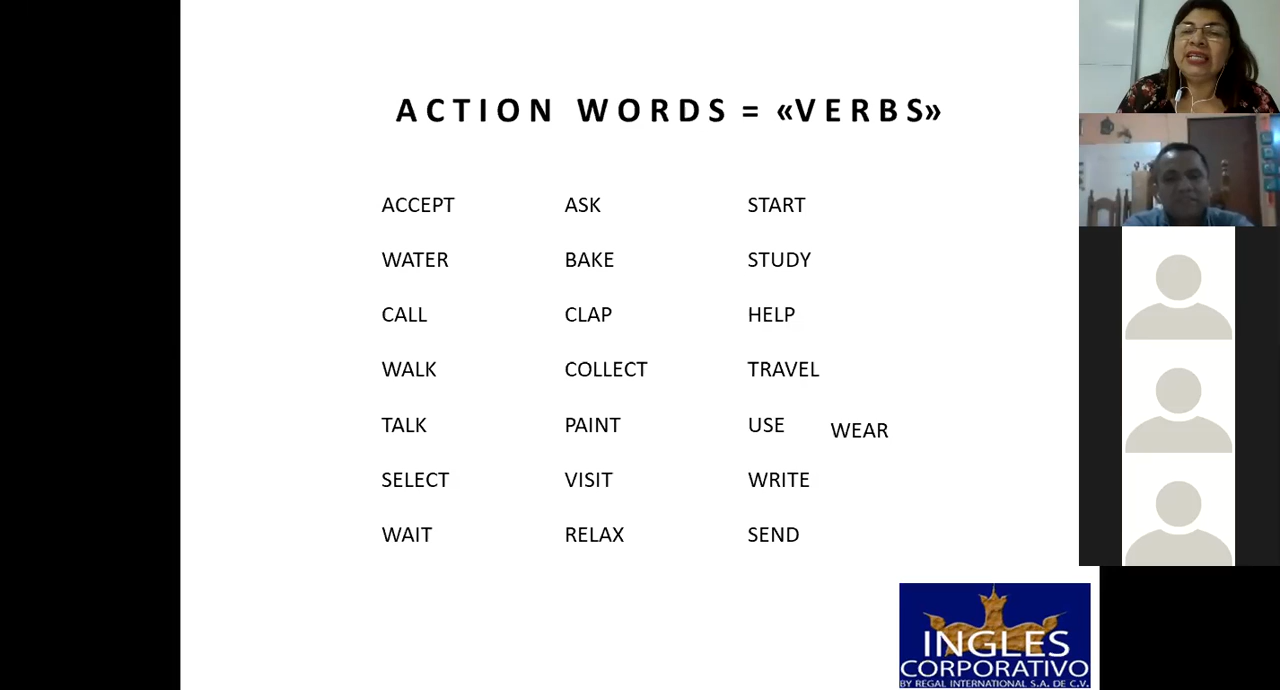 ACTION WORDS = «VERBS»
ACCEPT ASK START
WATER BAKE STUDY
CALL CLAP HELP
WALK COLLECT TRAVEL
TALK PAINT USE WEAR
SELECT VISIT WRITE
WAIT RELAX SEND
INGLES
CORPORATIVO
BY REGAL INTERNATIONAL S.A. DE C.V.